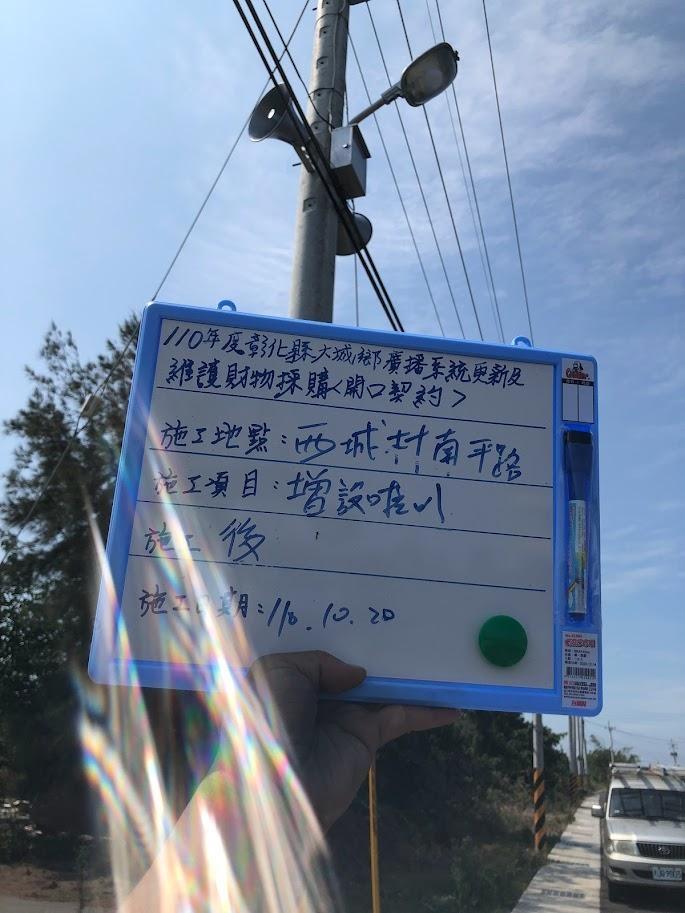 110年度彰化縣大城鄉廣播系統更新及
維護財物採購<開口契約>
施工地點：西城村南平路
施工項目：增設喇叭
施工 後
施工日期：110.10.20